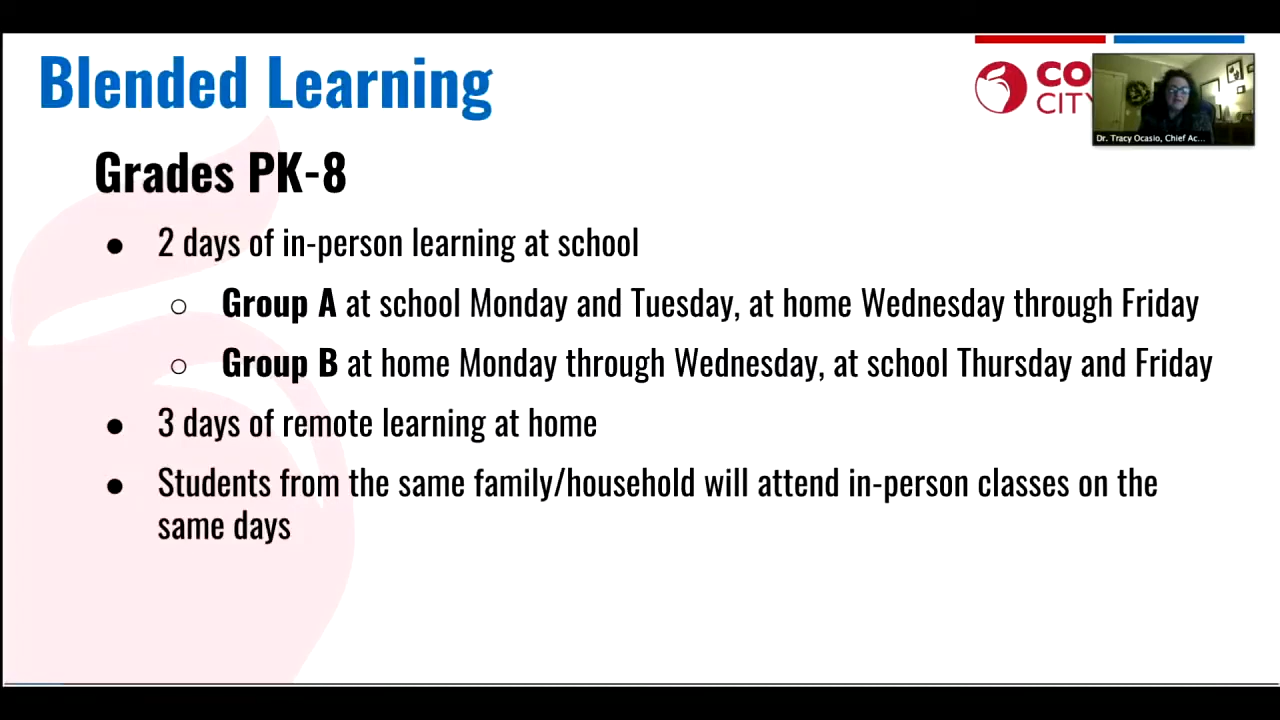 Blended Learning
CO
CITY
Dr. Tracy Ocasio, Chief Ac...
Grades PK-8
● 2 days of in-person learning at school
○ Group A at school Monday and Tuesday, at home Wednesday through Friday
○ Group B at home Monday through Wednesday, at school Thursday and Friday
● 3 days of remote learning at home
● Students from the same family/household will attend in-person classes on the
same days